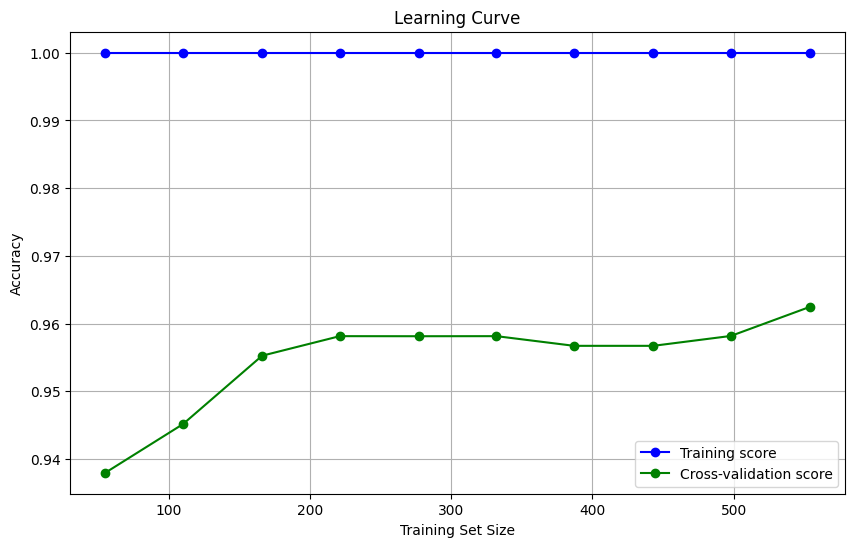 Learning Curve
1.00
0.99
0.98
0.97
0.96
0.95
0.94
Accuracy
100
200
300
400
500
Training Set Size
Training score
Cross-validation score